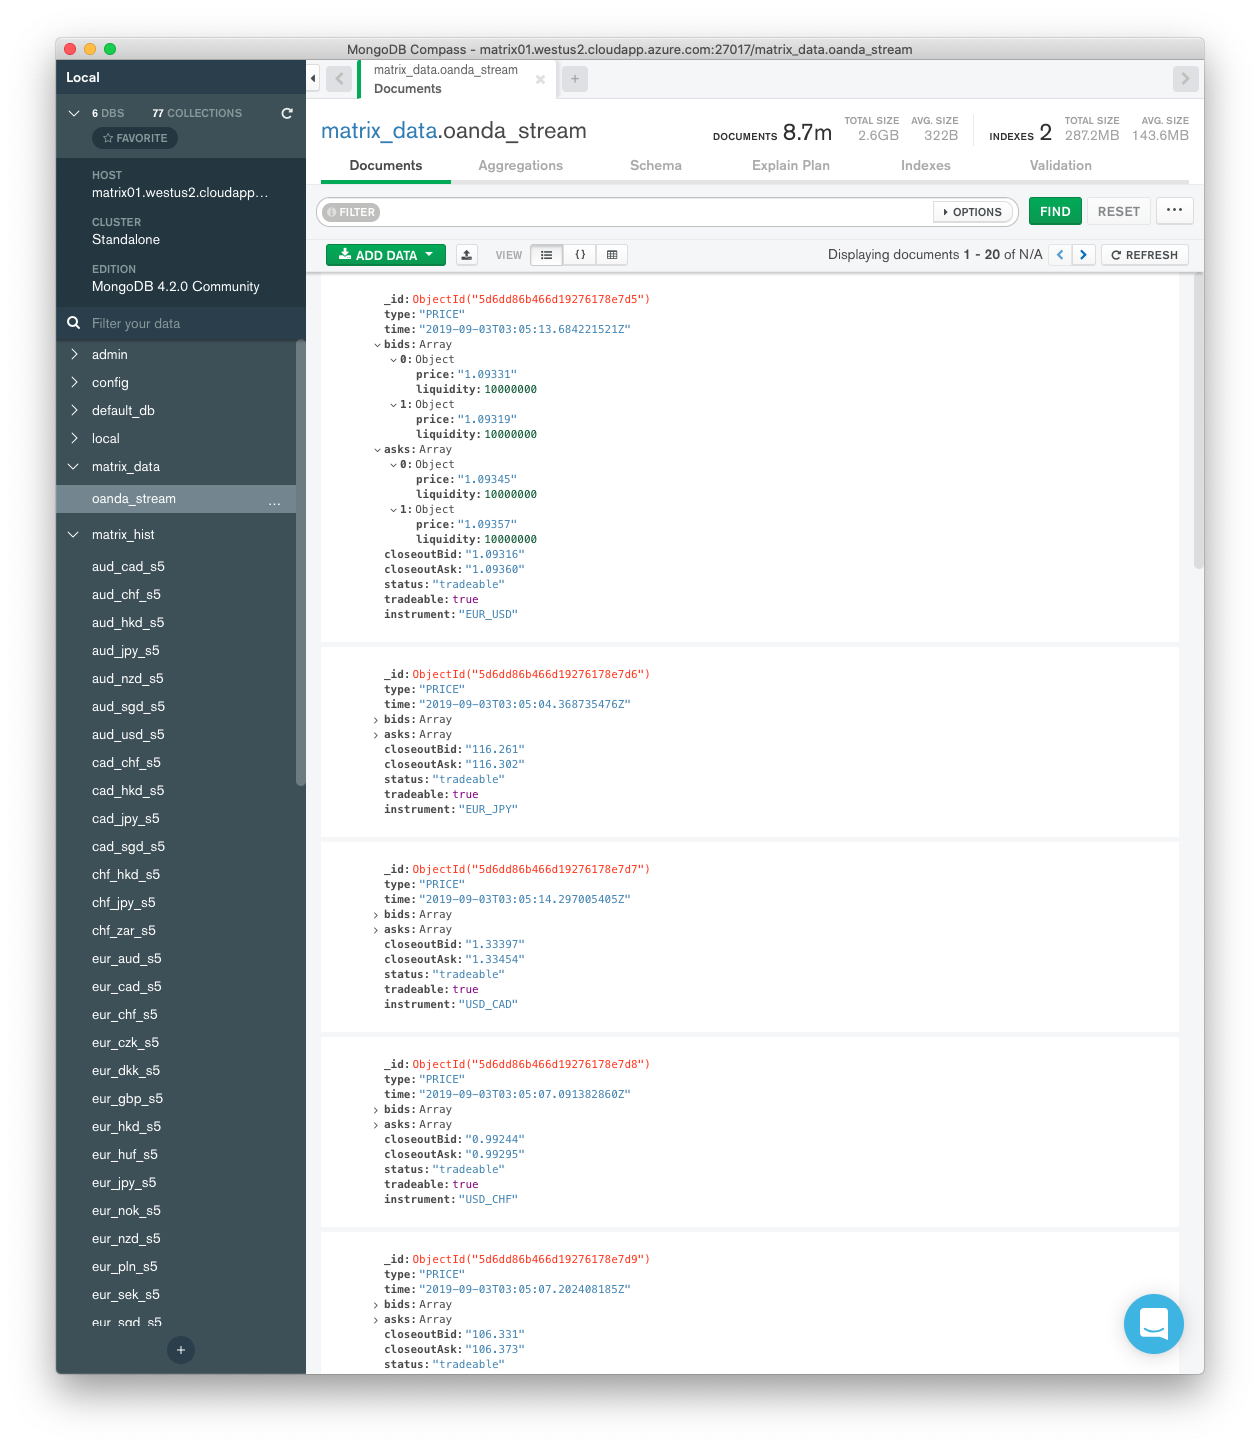 MongoDB Compass - matrix01.westus2.cloudapp.azure.com:27017/matrix_data.oanda_stream
Local
6 DBS 77 COLLECTIONS
FAVORITE
HOST
matrix01.westus2.cloudapp...
CLUSTER
Standalone
EDITION
MongoDB 4.2.0 Community
Filter your data
admin
config
default_db
local
matrix_data
oanda_stream ...
matrix_hist
aud_cad_s5
aud_chf_s5
aud_hkd_s5
aud_jpy_s5
aud_nzd_s5
aud_sgd_s5
aud_usd_s5
cad_chf_s5
cad_hkd_s5
cad_jpy_s5
cad_sgd_s5
chf_hkd_s5
chf_jpy_s5
chf_zar_s5
eur_aud_s5
eur_cad_s5
eur_chf_s5
eur_czk_s5
eur_dkk_s5
eur_gbp_s5
eur_hkd_s5
eur_huf_s5
eur_jpy_s5
eur_nok_s5
eur_nzd_s5
eur_pln_s5
eur_sek_s5
eur_sgd_s5
+
matrix_data.oanda_stream
Documents
+
matrix_data.oanda_stream
DOCUMENTS 8.7m
TOTAL SIZE 2.6GB
AVG. SIZE 322B
INDEXES 2
TOTAL SIZE 287.2MB
AVG. SIZE 143.6MB
Documents Aggregations Schema Explain Plan Indexes Validation
FILTER OPTIONS FIND RESET ...
ADD DATA VIEW {} Displaying documents 1 - 20 of N/A REFRESH
_id: ObjectId("5d6dd86b466d19276178e7d5")
type: "PRICE"
time: "2019-09-03T03:05:13.684221521Z"
bids: Array
0: Object
price: "1.09331"
liquidity: 10000000
1: Object
price: "1.09319"
liquidity: 10000000
asks: Array
0: Object
price: "1.09345"
liquidity: 10000000
1: Object
price: "1.09357"
liquidity: 10000000
closeoutBid: "1.09316"
closeoutAsk: "1.09360"
status: "tradeable"
tradeable: true
instrument: "EUR_USD"
_id: ObjectId("5d6dd86b466d19276178e7d6")
type: "PRICE"
time: "2019-09-03T03:05:04.368735476Z"
bids: Array
asks: Array
closeoutBid: "116.261"
closeoutAsk: "116.302"
status: "tradeable"
tradeable: true
instrument: "EUR_JPY"
_id: ObjectId("5d6dd86b466d19276178e7d7")
type: "PRICE"
time: "2019-09-03T03:05:14.297005405Z"
bids: Array
asks: Array
closeoutBid: "1.33397"
closeoutAsk: "1.33454"
status: "tradeable"
tradeable: true
instrument: "USD_CAD"
_id: ObjectId("5d6dd86b466d19276178e7d8")
type: "PRICE"
time: "2019-09-03T03:05:07.091382860Z"
bids: Array
asks: Array
closeoutBid: "0.99244"
closeoutAsk: "0.99295"
status: "tradeable"
tradeable: true
instrument: "USD_CHF"
_id: ObjectId("5d6dd86b466d19276178e7d9")
type: "PRICE"
time: "2019-09-03T03:05:07.202408185Z"
bids: Array
asks: Array
closeoutBid: "106.331"
closeoutAsk: "106.373"
status: "tradeable"